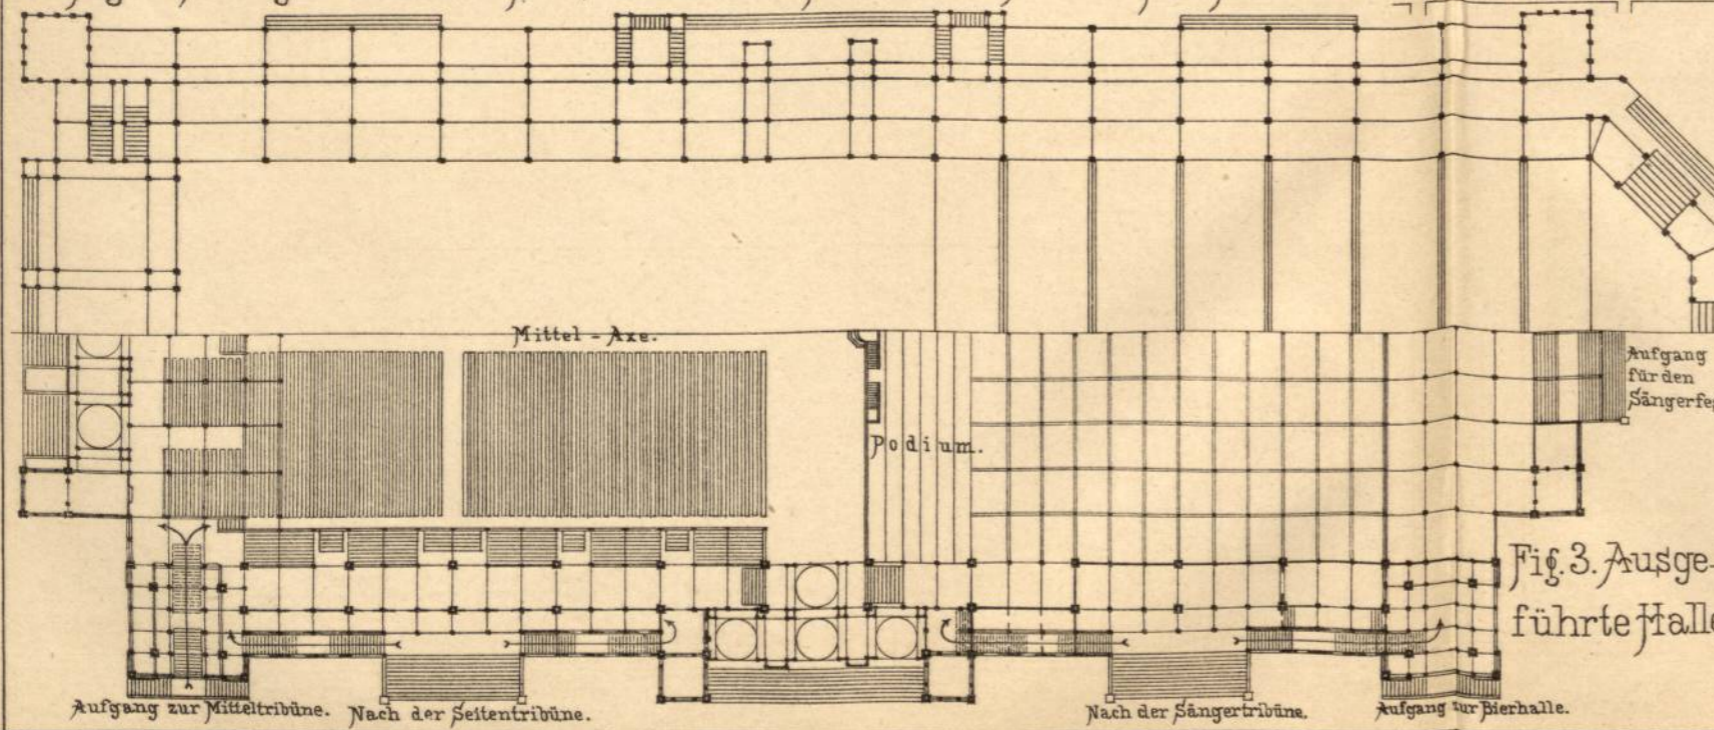 Mittel - Axe.
Aufgang
für den
Sängerfe
Podium.
Fig. 3. Ausge-
führte Halle
Aufgang zur Mitteltribüne.
Nach der Seitentribüne.
Nach der Sängertribüne.
Aufgang zur Bierhalle.